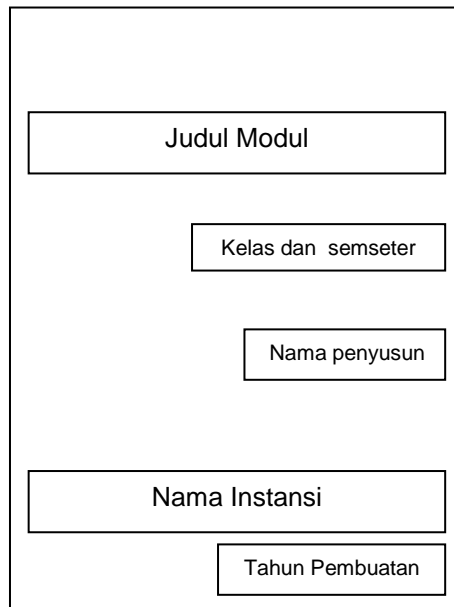 Judul Modul
Kelas dan semseter
Nama penyusun
Nama Instansi
Tahun Pembuatan